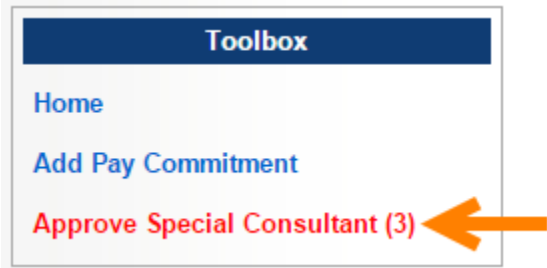 Toolbox
Home
Add Pay Commitment
Approve Special Consultant (3)